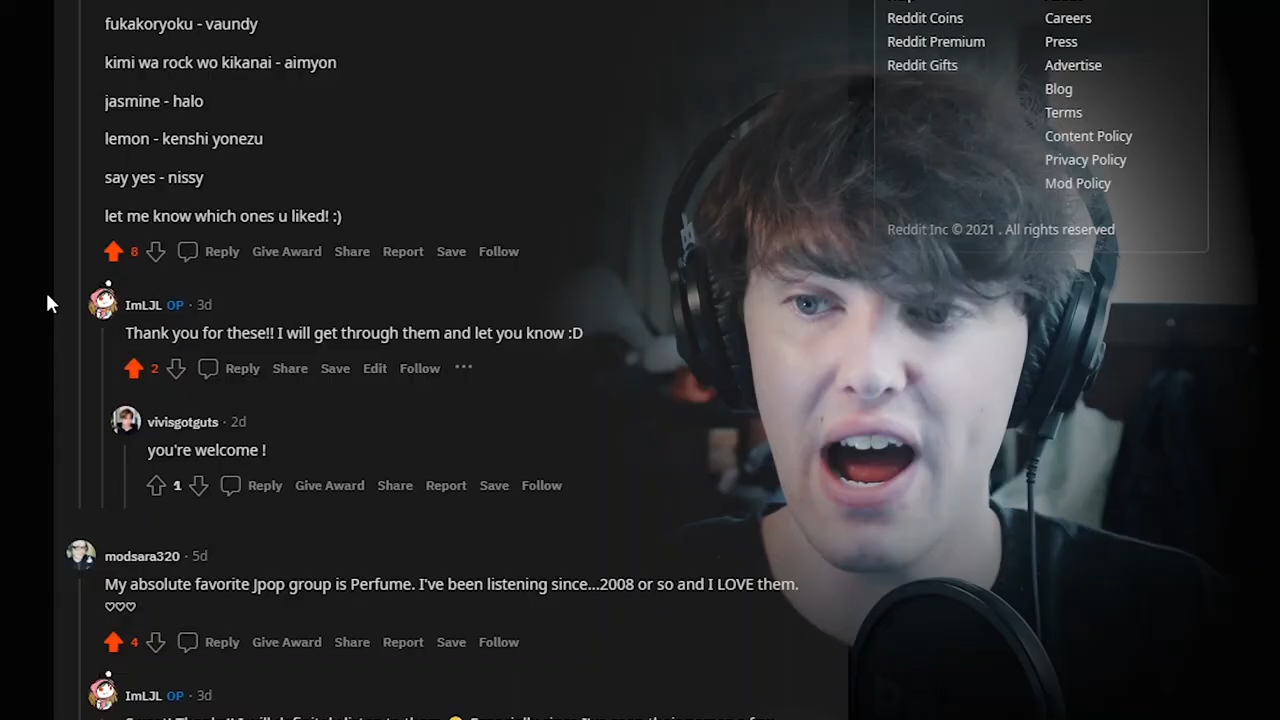 fukakoryoku - vaundy
kimi wa rock wo kikanai - aimyon
jasmine - halo
lemon - kenshi yonezu
say yes - nissy
let me know which ones u liked! :)
8 Reply Give Award Share Report Save Follow
ImLJL OP · 3d
Thank you for these!! I will get through them and let you know :D
2 Reply Share Save Edit Follow ···
vivisgotguts · 2d
you're welcome !
1 Reply Give Award Share Report Save Follow
modsara320 · 5d
My absolute favorite Jpop group is Perfume. I've been listening since...2008 or so and I LOVE them.
♡♡♡
4 Reply Give Award Share Report Save Follow
ImLJL OP · 3d
Reddit Coins
Reddit Premium
Reddit Gifts
Careers
Press
Advertise
Blog
Terms
Content Policy
Privacy Policy
Mod Policy
Reddit Inc © 2021 . All rights reserved